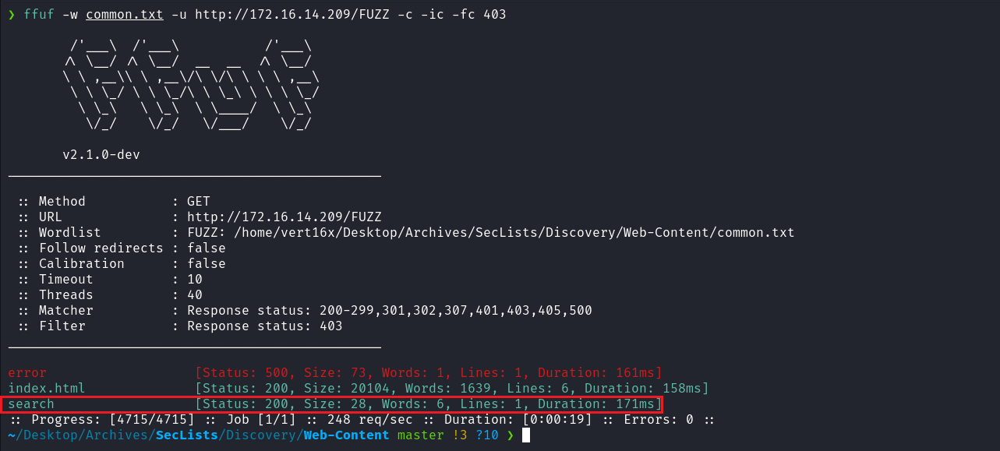 ❯ ffuf -w common.txt -u http://172.16.14.209/FUZZ -c -ic -fc 403
        /'___\  /'___\           /'___\
       /\ \__/ /\ \__/  __  __  /\ \__/
       \ \ ,__\\ \ ,__\/\ \/\ \ \ \ ,__\
        \ \ \_/ \ \ \_/\ \ \_\ \ \ \ \_/
         \ \_\   \ \_\  \ \____/  \ \_\
          \/_/    \/_/   \/___/    \/_/
       v2.1.0-dev
________________________________________________
 :: Method           : GET
 :: URL              : http://172.16.14.209/FUZZ
 :: Wordlist         : FUZZ: /home/vert16x/Desktop/Archives/SecLists/Discovery/Web-Content/common.txt
 :: Follow redirects : false
 :: Calibration      : false
 :: Timeout          : 10
 :: Threads          : 40
 :: Matcher          : Response status: 200-299,301,302,307,401,403,405,500
 :: Filter           : Response status: 403
________________________________________________
error                   [Status: 500, Size: 73, Words: 1, Lines: 1, Duration: 161ms]
index.html              [Status: 200, Size: 20104, Words: 1639, Lines: 6, Duration: 158ms]
search                  [Status: 200, Size: 28, Words: 6, Lines: 1, Duration: 171ms]
:: Progress: [4715/4715] :: Job [1/1] :: 248 req/sec :: Duration: [0:00:19] :: Errors: 0 ::
~/Desktop/Archives/SecLists/Discovery/Web-Content master !3 ?10 ❯